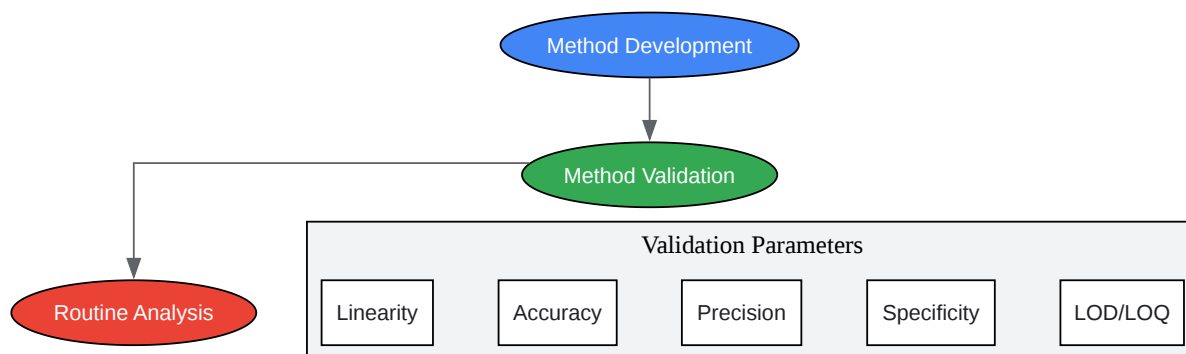 Method Development
Method Validation
Validation Parameters
Routine Analysis
Linearity
Accuracy
Precision
Specificity
LOD/LOQ